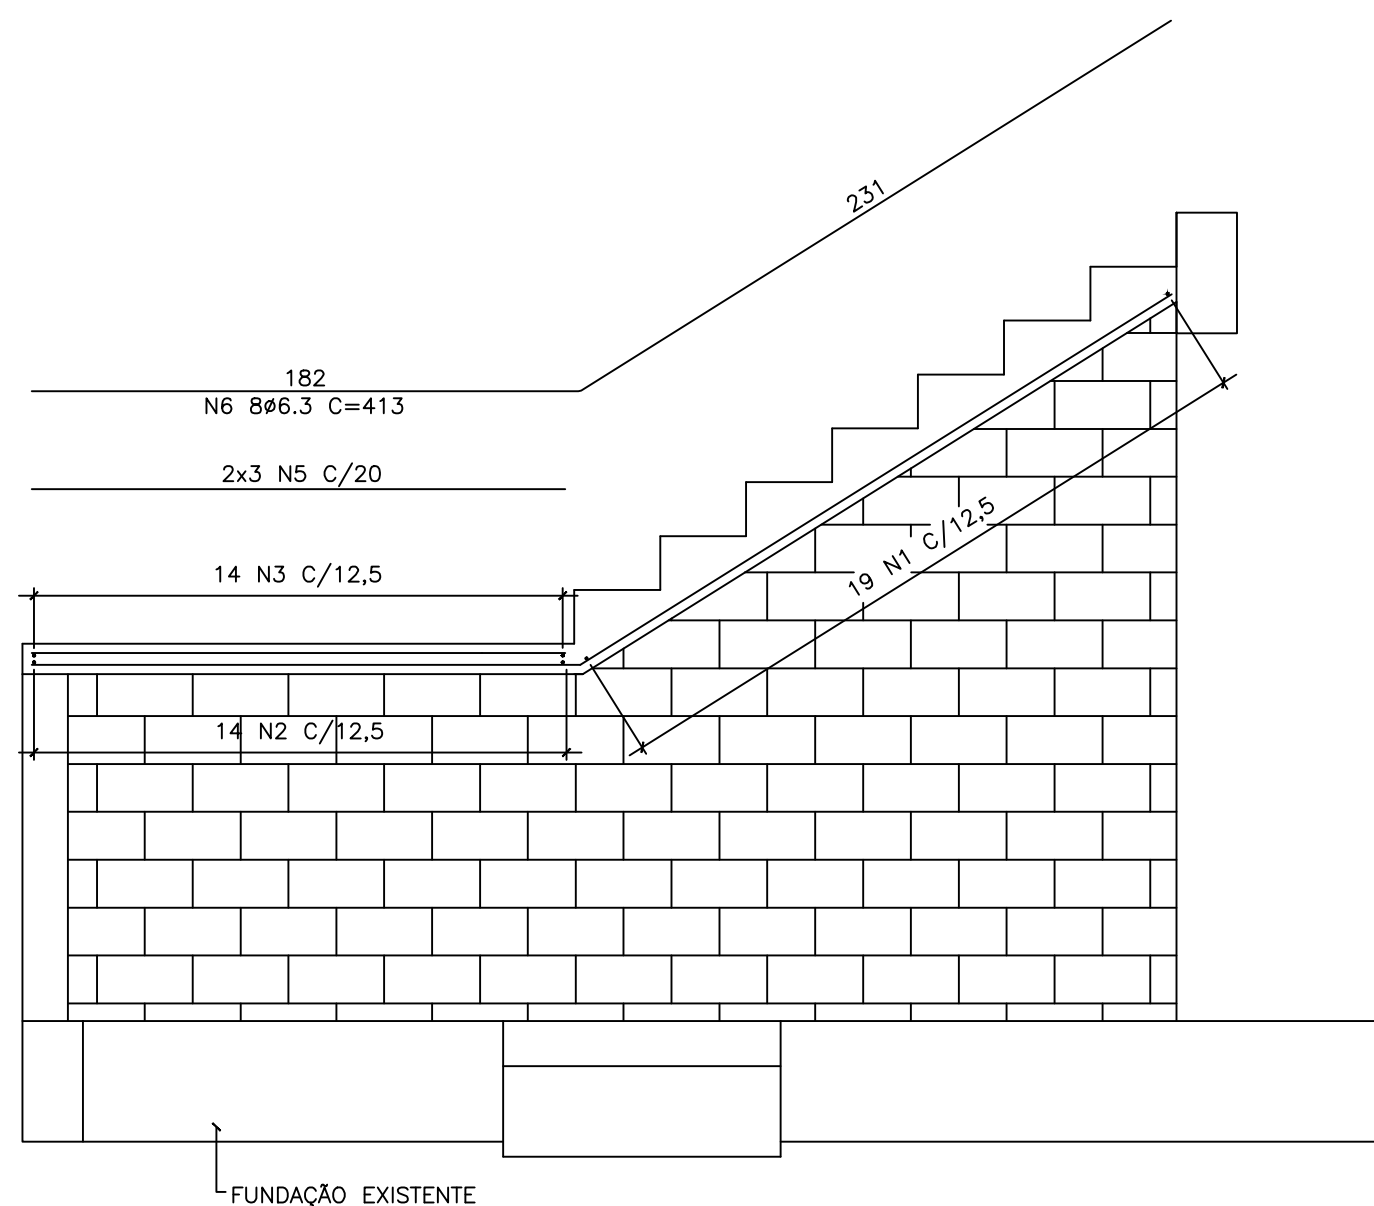 231
182
N6 8ø6.3 C=413
2x3 N5 C/20
14 N3 C/12,5
19 N1 C/12,5
14 N2 C/12,5
FUNDAÇÃO EXISTENTE